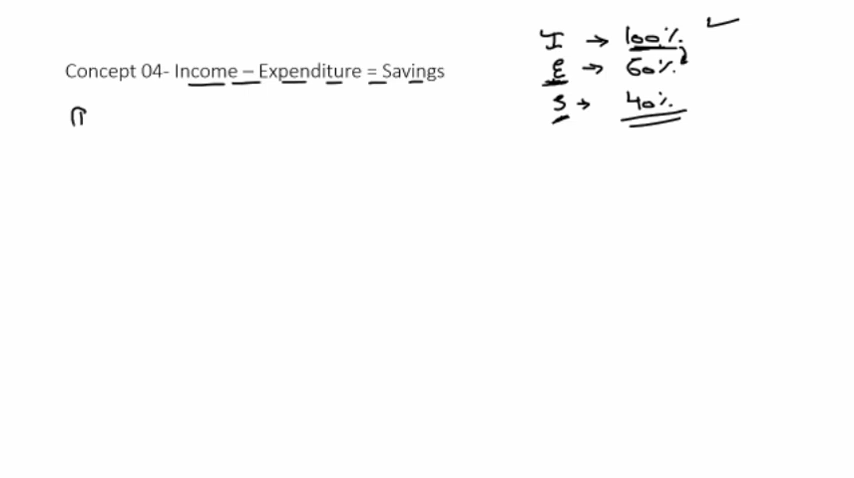 I → 100%
Concept 04- Income – Expenditure = Savings
E → 60%
S → 40%